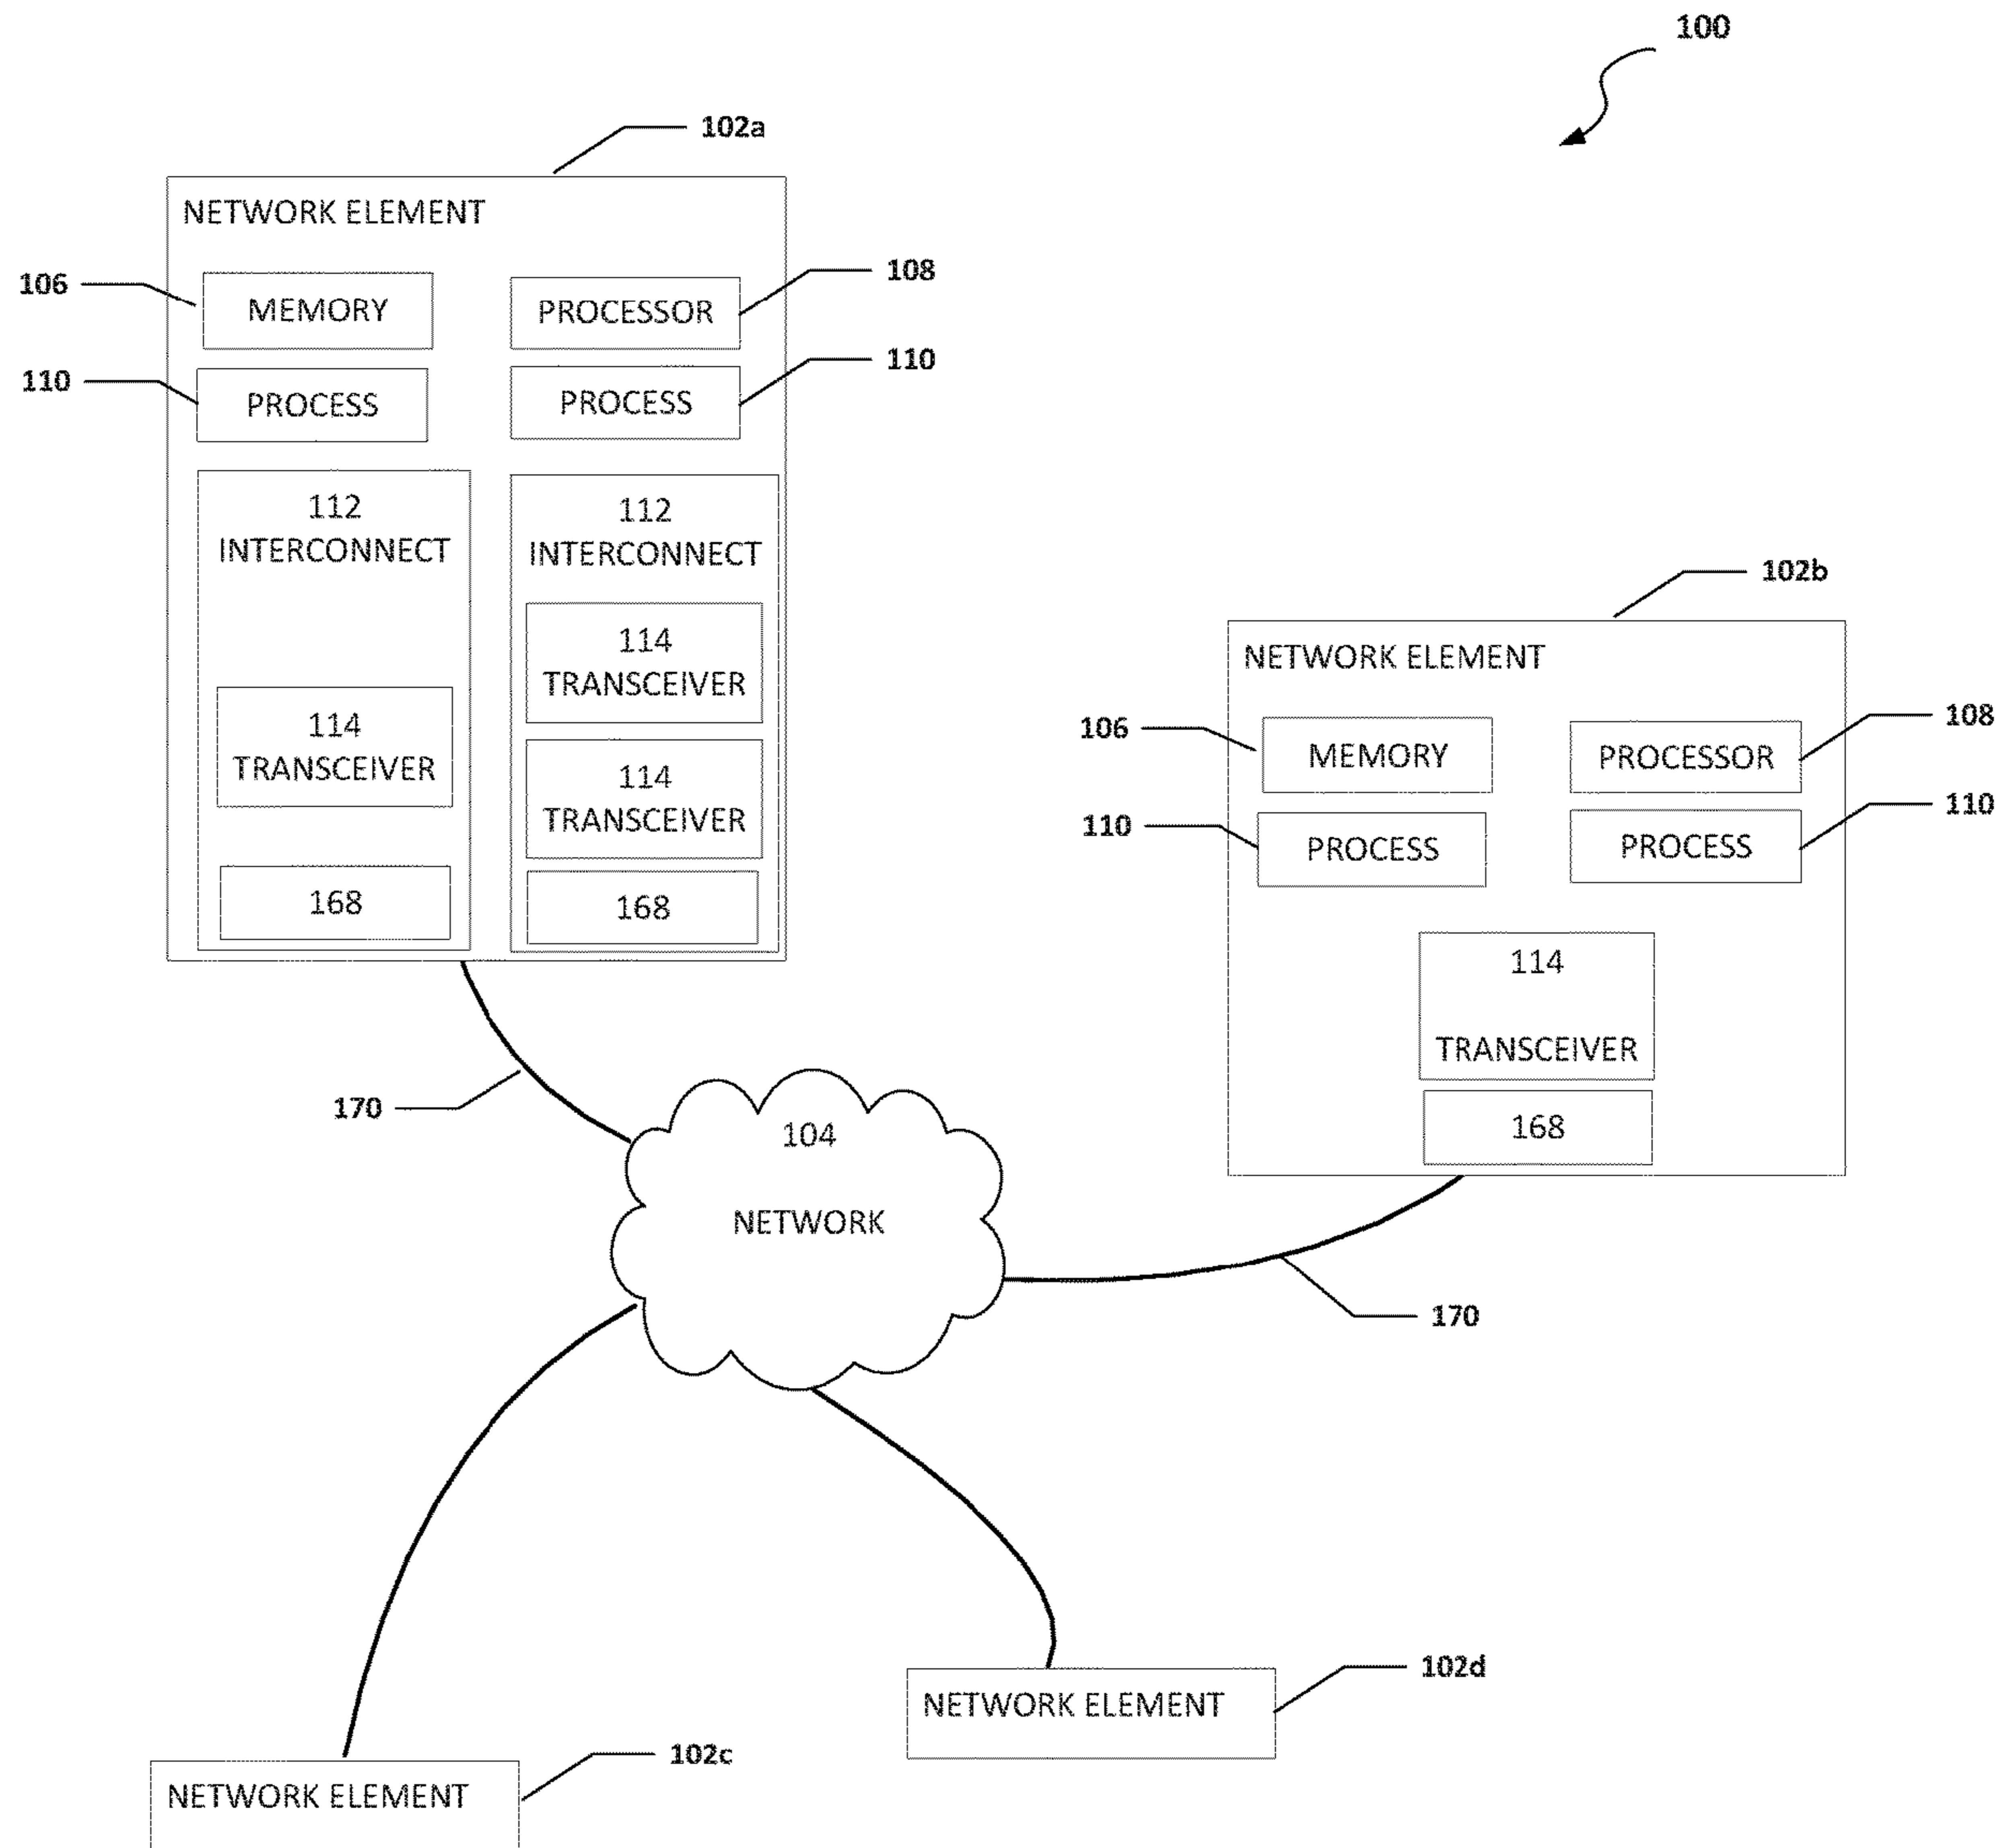 100
102a
NETWORK ELEMENT
106
MEMORY
PROCESSOR
108
110
PROCESS
PROCESS
110
112
INTERCONNECT
114
TRANSCEIVER
168
112
INTERCONNECT
114
TRANSCEIVER
114
TRANSCEIVER
168
102b
NETWORK ELEMENT
106
MEMORY
PROCESSOR
108
110
PROCESS
PROCESS
110
114
TRANSCEIVER
168
170
104
NETWORK
170
102d
NETWORK ELEMENT
102c
NETWORK ELEMENT